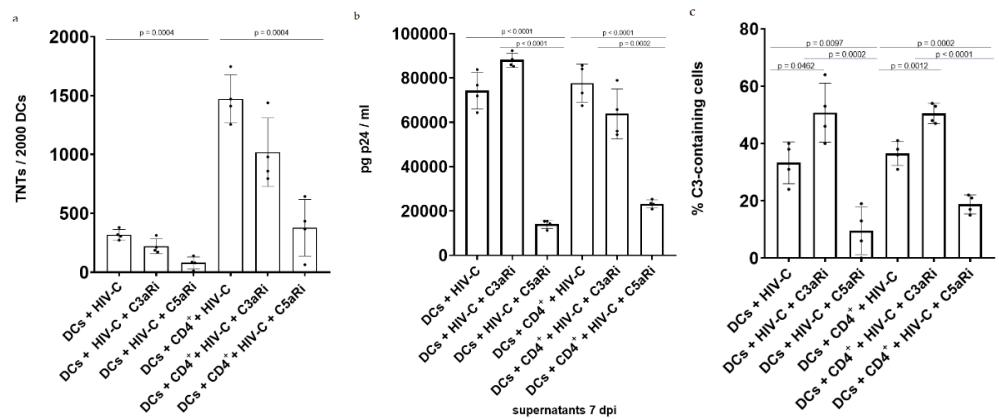 a
p = 0.0004
p = 0.0004
2000
1500
1000
500
0
TNTs / 2000 DCs
DCs + HIV-C
DCs + HIV-C + C3aRi
DCs + HIV-C + C5aRi
DCs + CD4+ + HIV-C
DCs + CD4+ + HIV-C + C3aRi
DCs + CD4+ + HIV-C + C5aRi
b
p < 0.0001
p < 0.0001
p < 0.0001
p = 0.0002
100000
80000
60000
40000
20000
0
pg p24 / ml
DCs + HIV-C
DCs + HIV-C + C3aRi
DCs + HIV-C + C5aRi
DCs + CD4+ + HIV-C
DCs + CD4+ + HIV-C + C3aRi
DCs + CD4+ + HIV-C + C5aRi
supernatants 7 dpi
c
p = 0.0097
p = 0.0002
p = 0.0002
p < 0.0001
p = 0.0462
p = 0.0012
80
60
40
20
0
% C3-containing cells
DCs + HIV-C
DCs + HIV-C + C3aRi
DCs + HIV-C + C5aRi
DCs + CD4+ + HIV-C
DCs + CD4+ + HIV-C + C3aRi
DCs + CD4+ + HIV-C + C5aRi